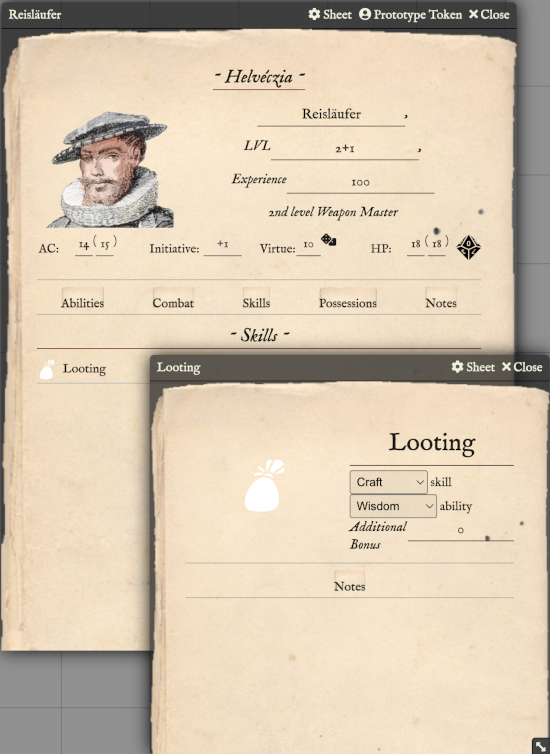 Reisläufer Sheet Prototype Token Close
~ Helvéczia ~
Reisläufer ,
LVL 2+1 ,
Experience 100
2nd level Weapon Master
AC: 14 ( 15 ) Initiative: +1 Virtue: 10 HP: 18 ( 18 )
Abilities Combat Skills Possessions Notes
~ Skills ~
Looting
Looting Sheet Close
Looting
Craft skill
Wisdom ability
Additional Bonus 0
Notes